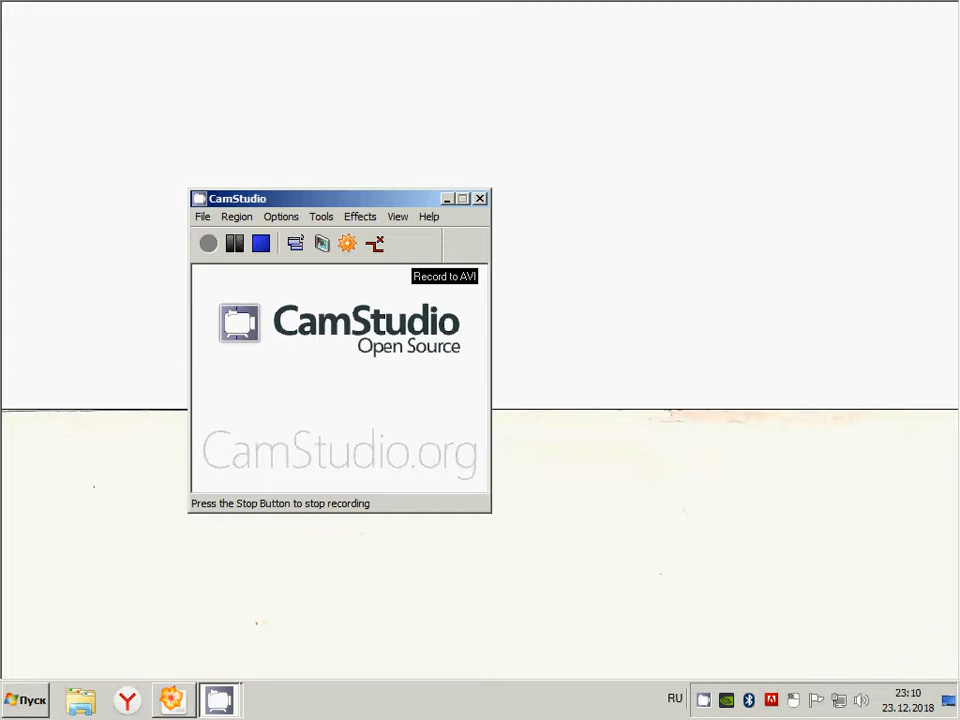 CamStudio
File Region Options Tools Effects View Help
Record to AVI
CamStudio
Open Source
CamStudio.org
Press the Stop Button to stop recording
Пуск
RU
23:10
23.12.2018